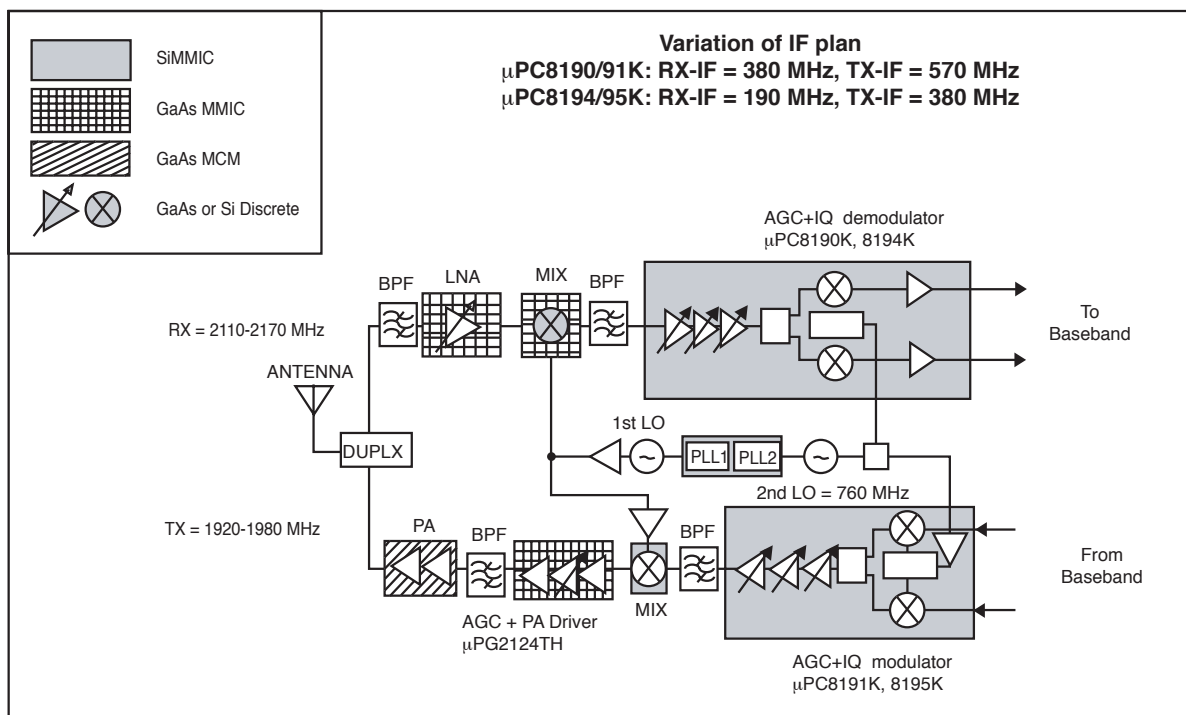 SiMMIC
GaAs MMIC
GaAs MCM
GaAs or Si Discrete
Variation of IF plan
µPC8190/91K: RX-IF = 380 MHz, TX-IF = 570 MHz
µPC8194/95K: RX-IF = 190 MHz, TX-IF = 380 MHz
AGC+IQ demodulator
µPC8190K, 8194K
BPF
LNA
MIX
BPF
RX = 2110-2170 MHz
To
Baseband
ANTENNA
1st LO
DUPLX
PLL1
PLL2
~
~
2nd LO = 760 MHz
TX = 1920-1980 MHz
PA
BPF
BPF
From
Baseband
MIX
AGC + PA Driver
µPG2124TH
AGC+IQ modulator
µPC8191K, 8195K